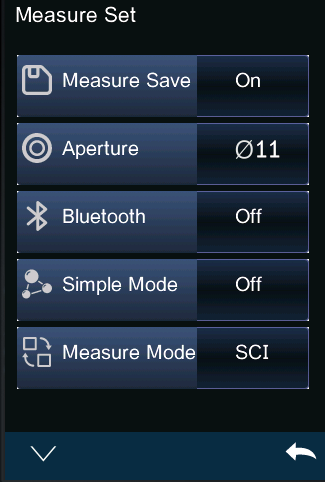 Measure Set
Measure Save On
Aperture Ø11
Bluetooth Off
Simple Mode Off
Measure Mode SCI